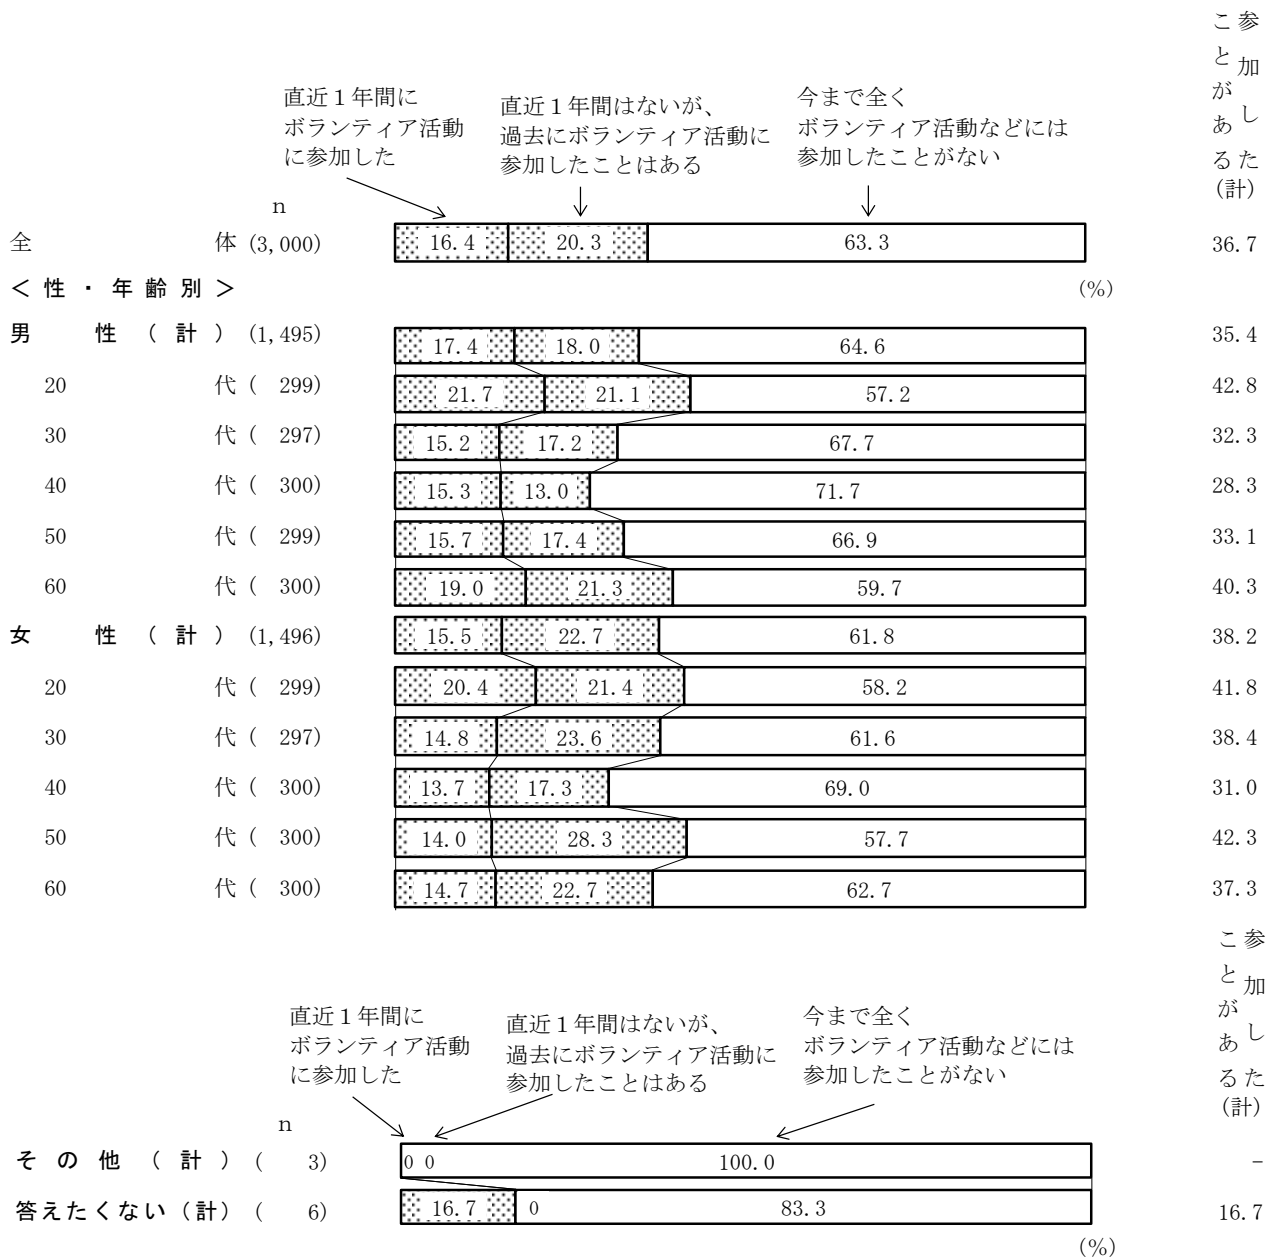 参加した
ことがある
(計)
直近１年間に
ボランティア活動
に参加した
直近１年間はないが、
過去にボランティア活動に
参加したことはある
今まで全く
ボランティア活動などには
参加したことがない
n
全体 (3,000) 16.4 20.3 63.3 36.7
＜性・年齢別＞ (%)
男性（計） (1,495) 17.4 18.0 64.6 35.4
20代 ( 299) 21.7 21.1 57.2 42.8
30代 ( 297) 15.2 17.2 67.7 32.3
40代 ( 300) 15.3 13.0 71.7 28.3
50代 ( 299) 15.7 17.4 66.9 33.1
60代 ( 300) 19.0 21.3 59.7 40.3
女性（計） (1,496) 15.5 22.7 61.8 38.2
20代 ( 299) 20.4 21.4 58.2 41.8
30代 ( 297) 14.8 23.6 61.6 38.4
40代 ( 300) 13.7 17.3 69.0 31.0
50代 ( 300) 14.0 28.3 57.7 42.3
60代 ( 300) 14.7 22.7 62.7 37.3
参加した
ことがある
(計)
直近１年間に
ボランティア活動
に参加した
直近１年間はないが、
過去にボランティア活動に
参加したことはある
今まで全く
ボランティア活動などには
参加したことがない
n
その他（計） ( 3) 0 0 100.0 -
答えたくない（計） ( 6) 16.7 0 83.3 16.7
(%)